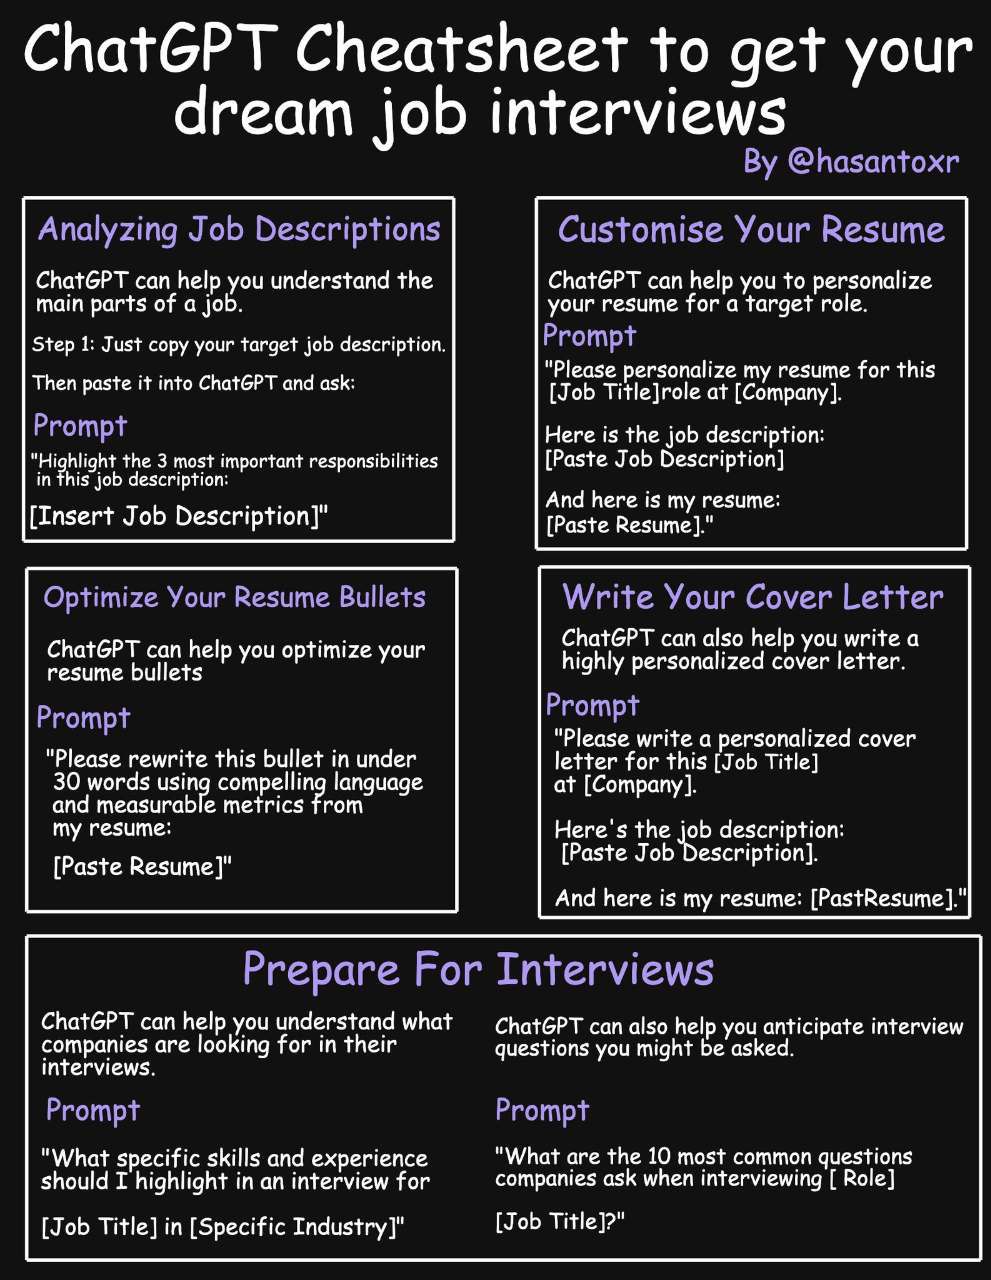 ChatGPT Cheatsheet to get your
dream job interviews
By @hasantoxr
Analyzing Job Descriptions
ChatGPT can help you understand the
main parts of a job.
Step 1: Just copy your target job description.
Then paste it into ChatGPT and ask:
Prompt
"Highlight the 3 most important responsibilities
in this job description:
[Insert Job Description]"
Customise Your Resume
ChatGPT can help you to personalize
your resume for a target role.
Prompt
"Please personalize my resume for this
[Job Title]role at [Company].
Here is the job description:
[Paste Job Description]
And here is my resume:
[Paste Resume]."
Optimize Your Resume Bullets
ChatGPT can help you optimize your
resume bullets
Prompt
"Please rewrite this bullet in under
30 words using compelling language
and measurable metrics from
my resume:
[Paste Resume]"
Write Your Cover Letter
ChatGPT can also help you write a
highly personalized cover letter.
Prompt
"Please write a personalized cover
letter for this [Job Title]
at [Company].
Here's the job description:
[Paste Job Description].
And here is my resume: [PastResume]."
Prepare For Interviews
ChatGPT can help you understand what
companies are looking for in their
interviews.
Prompt
"What specific skills and experience
should I highlight in an interview for
[Job Title] in [Specific Industry]"
ChatGPT can also help you anticipate interview
questions you might be asked.
Prompt
"What are the 10 most common questions
companies ask when interviewing [ Role]
[Job Title]?"